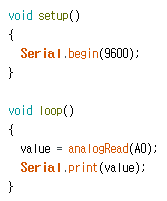 void setup()
{
  Serial.begin(9600);
}

void loop()
{
  value = analogRead(A0);
  Serial.print(value);
}